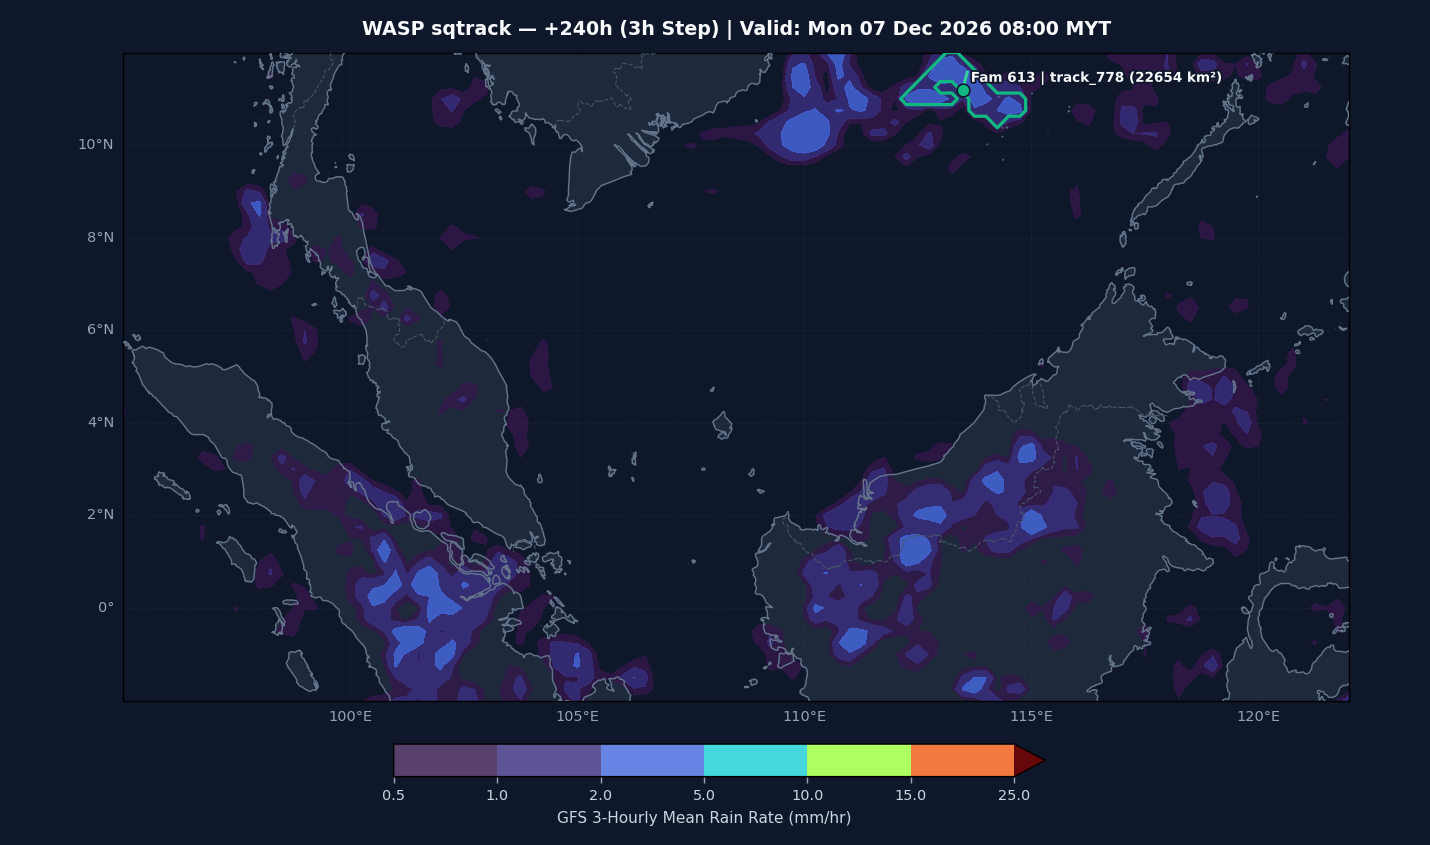 WASP sqtrack — +240h (3h Step) | Valid: Mon 07 Dec 2026 08:00 MYT
Fam 613 | track_778 (22654 km²)
10°N
8°N
6°N
4°N
2°N
0°
100°E 105°E 110°E 115°E 120°E
0.5 1.0 2.0 5.0 10.0 15.0 25.0
GFS 3-Hourly Mean Rain Rate (mm/hr)